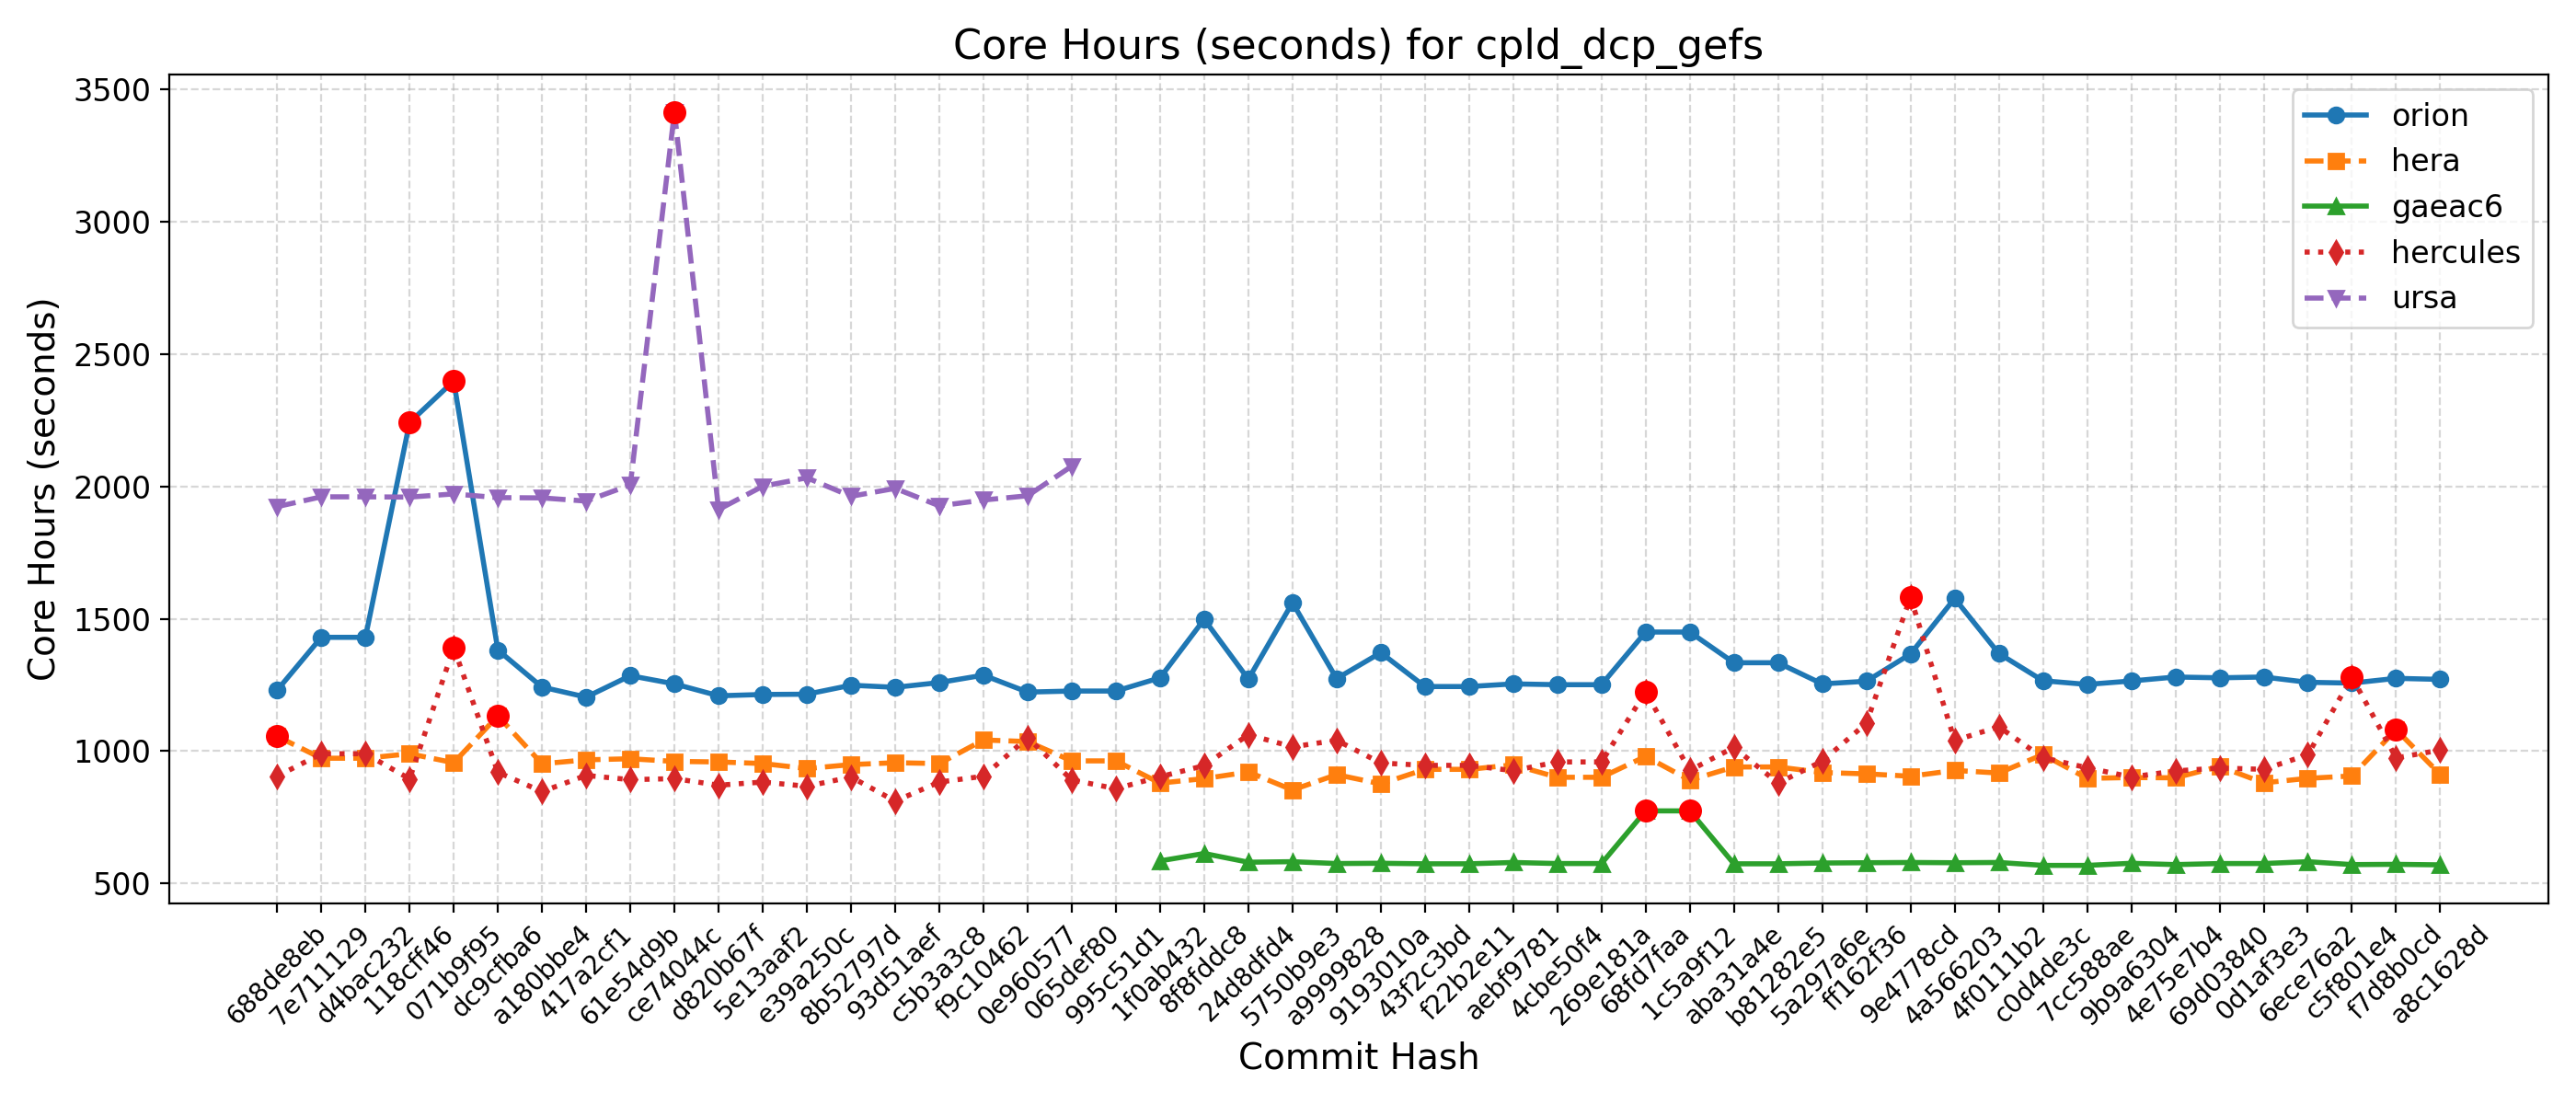 Core Hours (seconds) for cpld_dcp_gefs
Core Hours (seconds)
3500
3000
2500
2000
1500
1000
500
orion
hera
gaeac6
hercules
ursa
688de8eb
7e711129
d4bac232
118cff46
071b9f95
dc9cfba6
a180bbe4
417a2cf1
61e54d9b
ce74044c
d820b67f
5e13aaf2
e39a250c
8b52797d
93d51aef
c5b3a3c8
f9c10462
0e960577
065def80
995c51d1
1f0ab432
8f8fddc8
24d8dfd4
5750b9e3
a9999828
9193010a
43f2c3bd
f22b2e11
aebf9781
4cbe50f4
269e181a
68fd7faa
1c5a9f12
aba31a4e
b81282e5
5a297a6e
ff162f36
9e4778cd
4a566203
4f0111b2
c0d4de3c
7cc588ae
9b9a6304
4e75e7b4
69d03840
0d1af3e3
6ece76a2
c5f801e4
f7d8b0cd
a8c1628d
Commit Hash